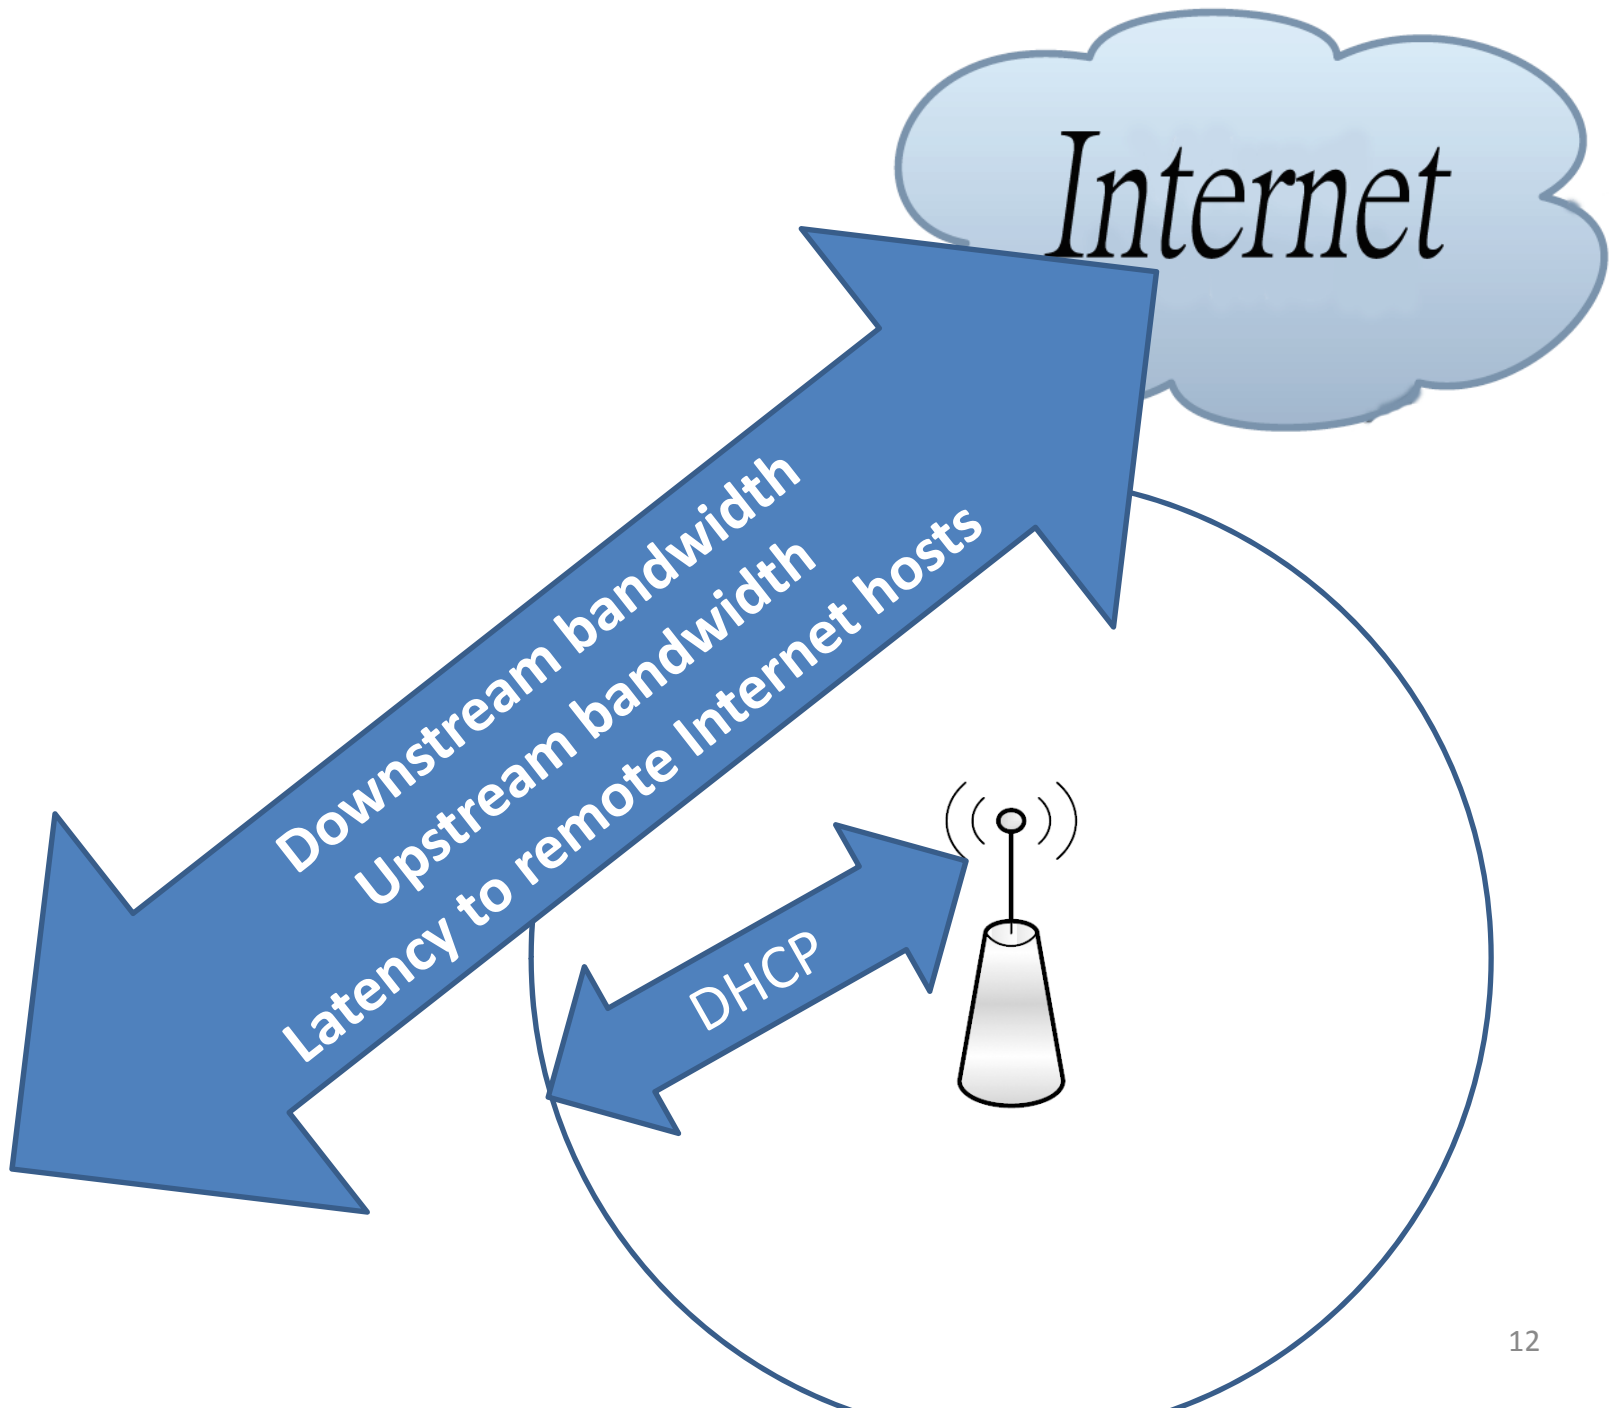 Internet
Downstream bandwidth
Upstream bandwidth
Latency to remote Internet hosts
DHCP
12